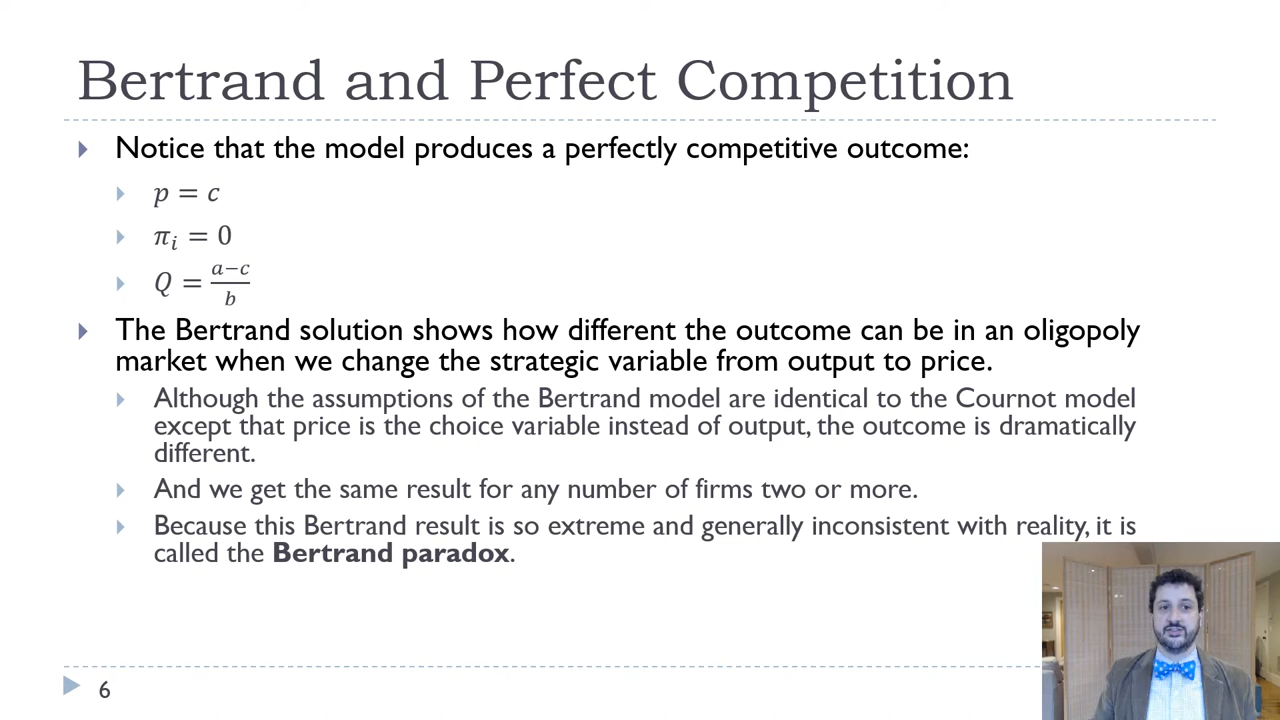 Bertrand and Perfect Competition
Notice that the model produces a perfectly competitive outcome:
p = c
π_i = 0
Q = (a−c)/b
The Bertrand solution shows how different the outcome can be in an oligopoly
market when we change the strategic variable from output to price.
Although the assumptions of the Bertrand model are identical to the Cournot model
except that price is the choice variable instead of output, the outcome is dramatically
different.
And we get the same result for any number of firms two or more.
Because this Bertrand result is so extreme and generally inconsistent with reality, it is
called the Bertrand paradox.
6